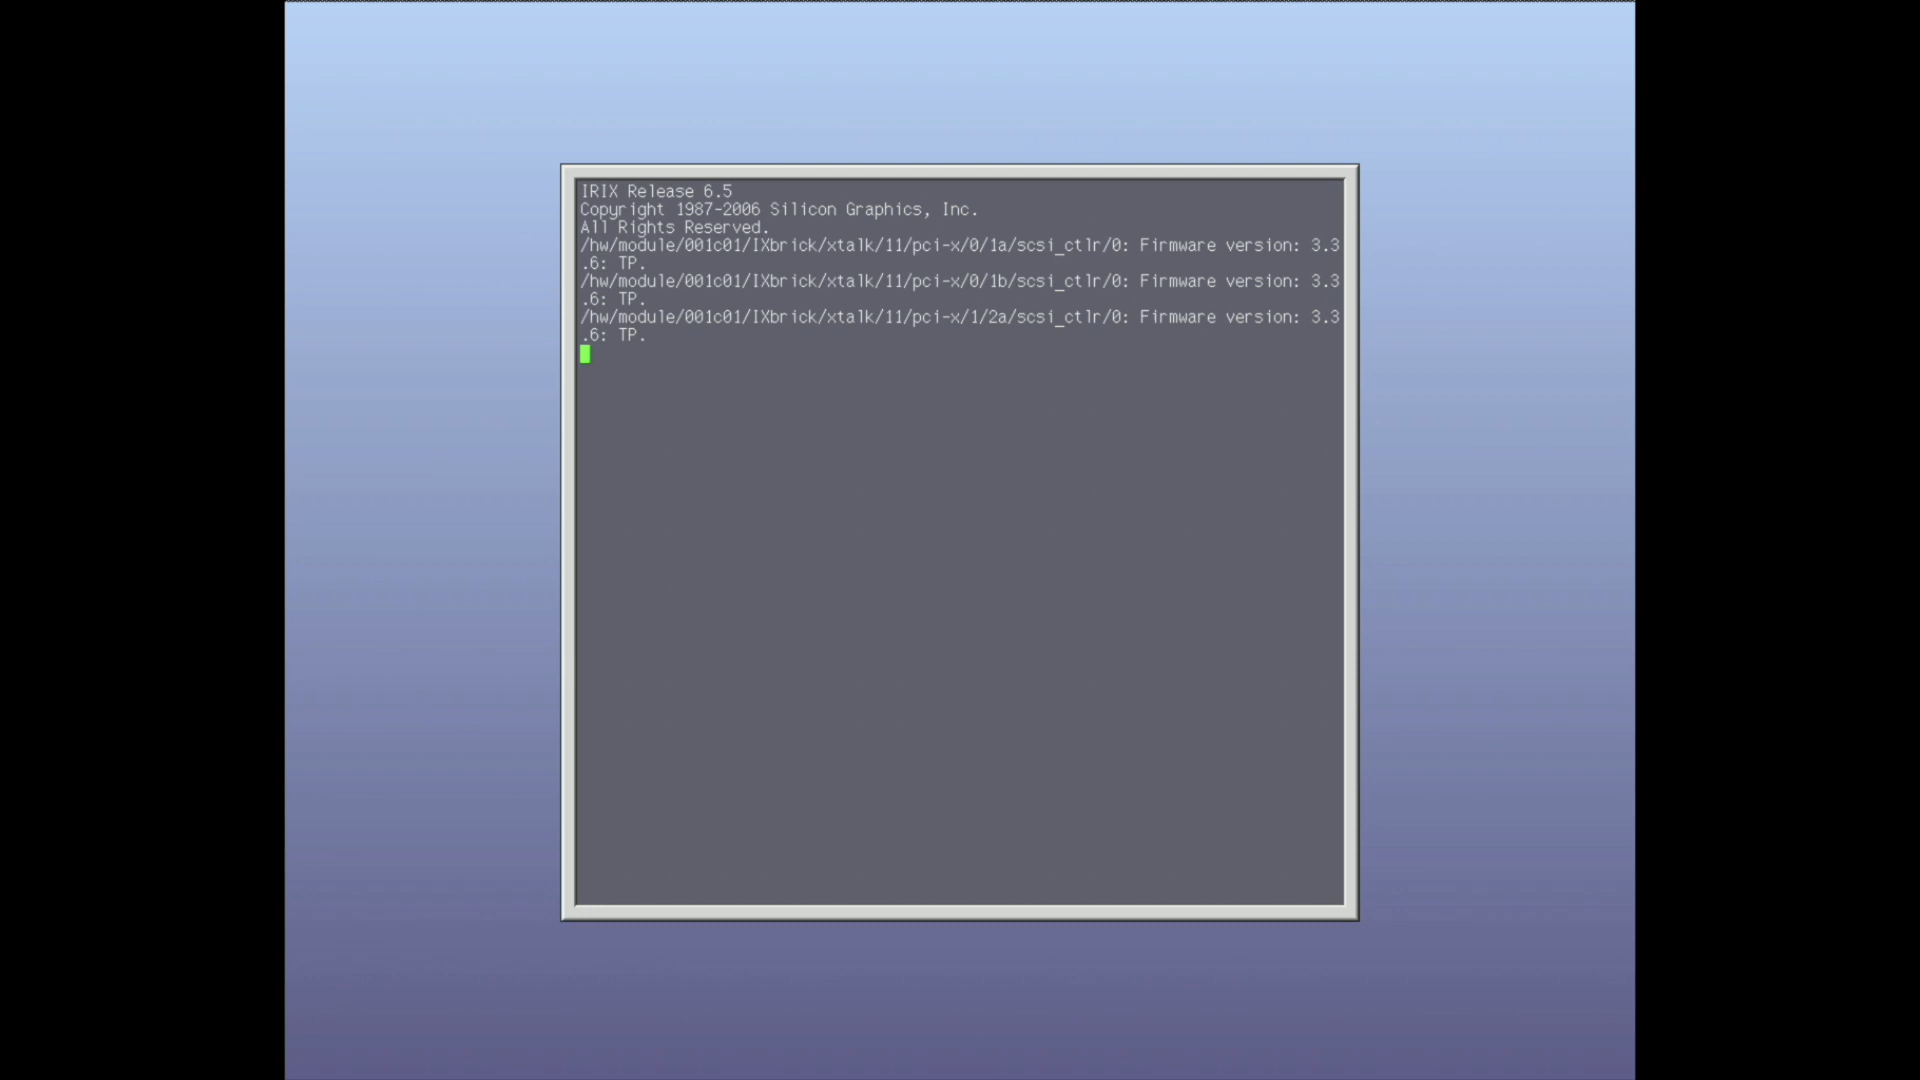 IRIX Release 6.5
Copyright 1987-2006 Silicon Graphics, Inc.
All Rights Reserved.
/hw/module/001c01/IXbrick/xtalk/11/pci-x/0/1a/scsi_ctlr/0: Firmware version: 3.3
.6: TP.
/hw/module/001c01/IXbrick/xtalk/11/pci-x/0/1b/scsi_ctlr/0: Firmware version: 3.3
.6: TP.
/hw/module/001c01/IXbrick/xtalk/11/pci-x/1/2a/scsi_ctlr/0: Firmware version: 3.3
.6: TP.